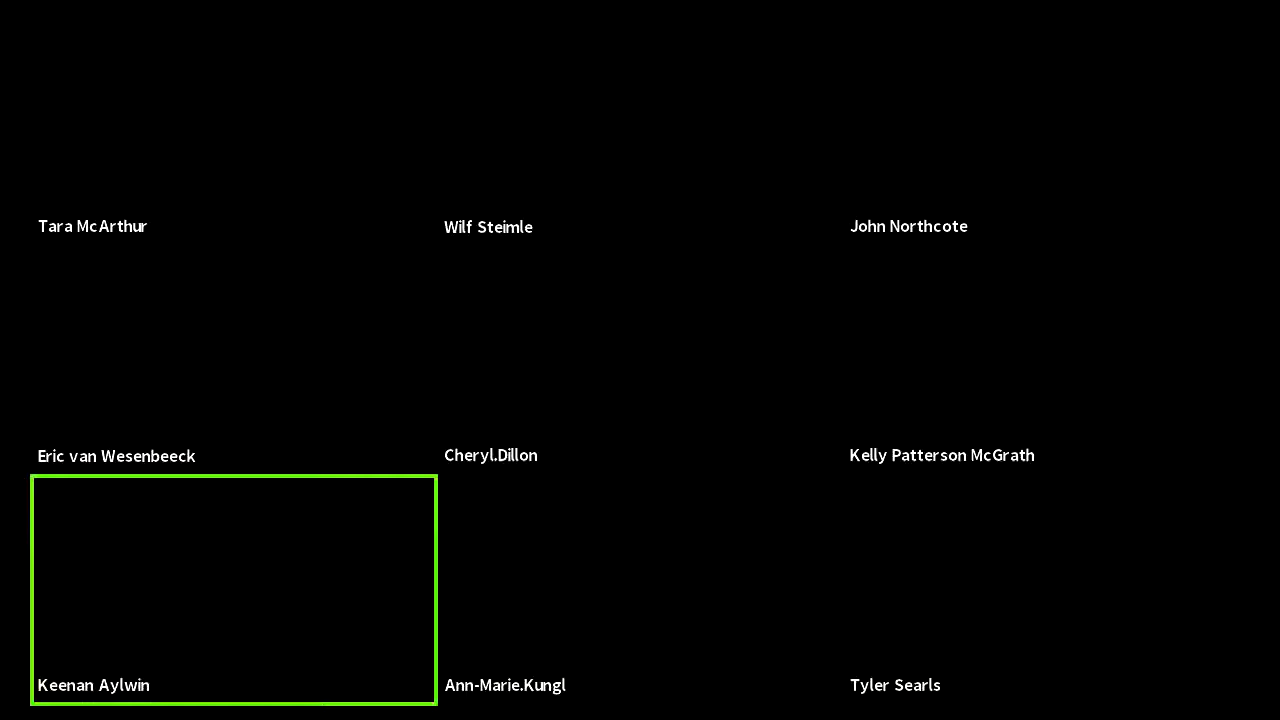 Tara McArthur
Wilf Steimle
John Northcote
Eric van Wesenbeeck
Cheryl.Dillon
Kelly Patterson McGrath
Keenan Aylwin
Ann-Marie.Kungl
Tyler Searls